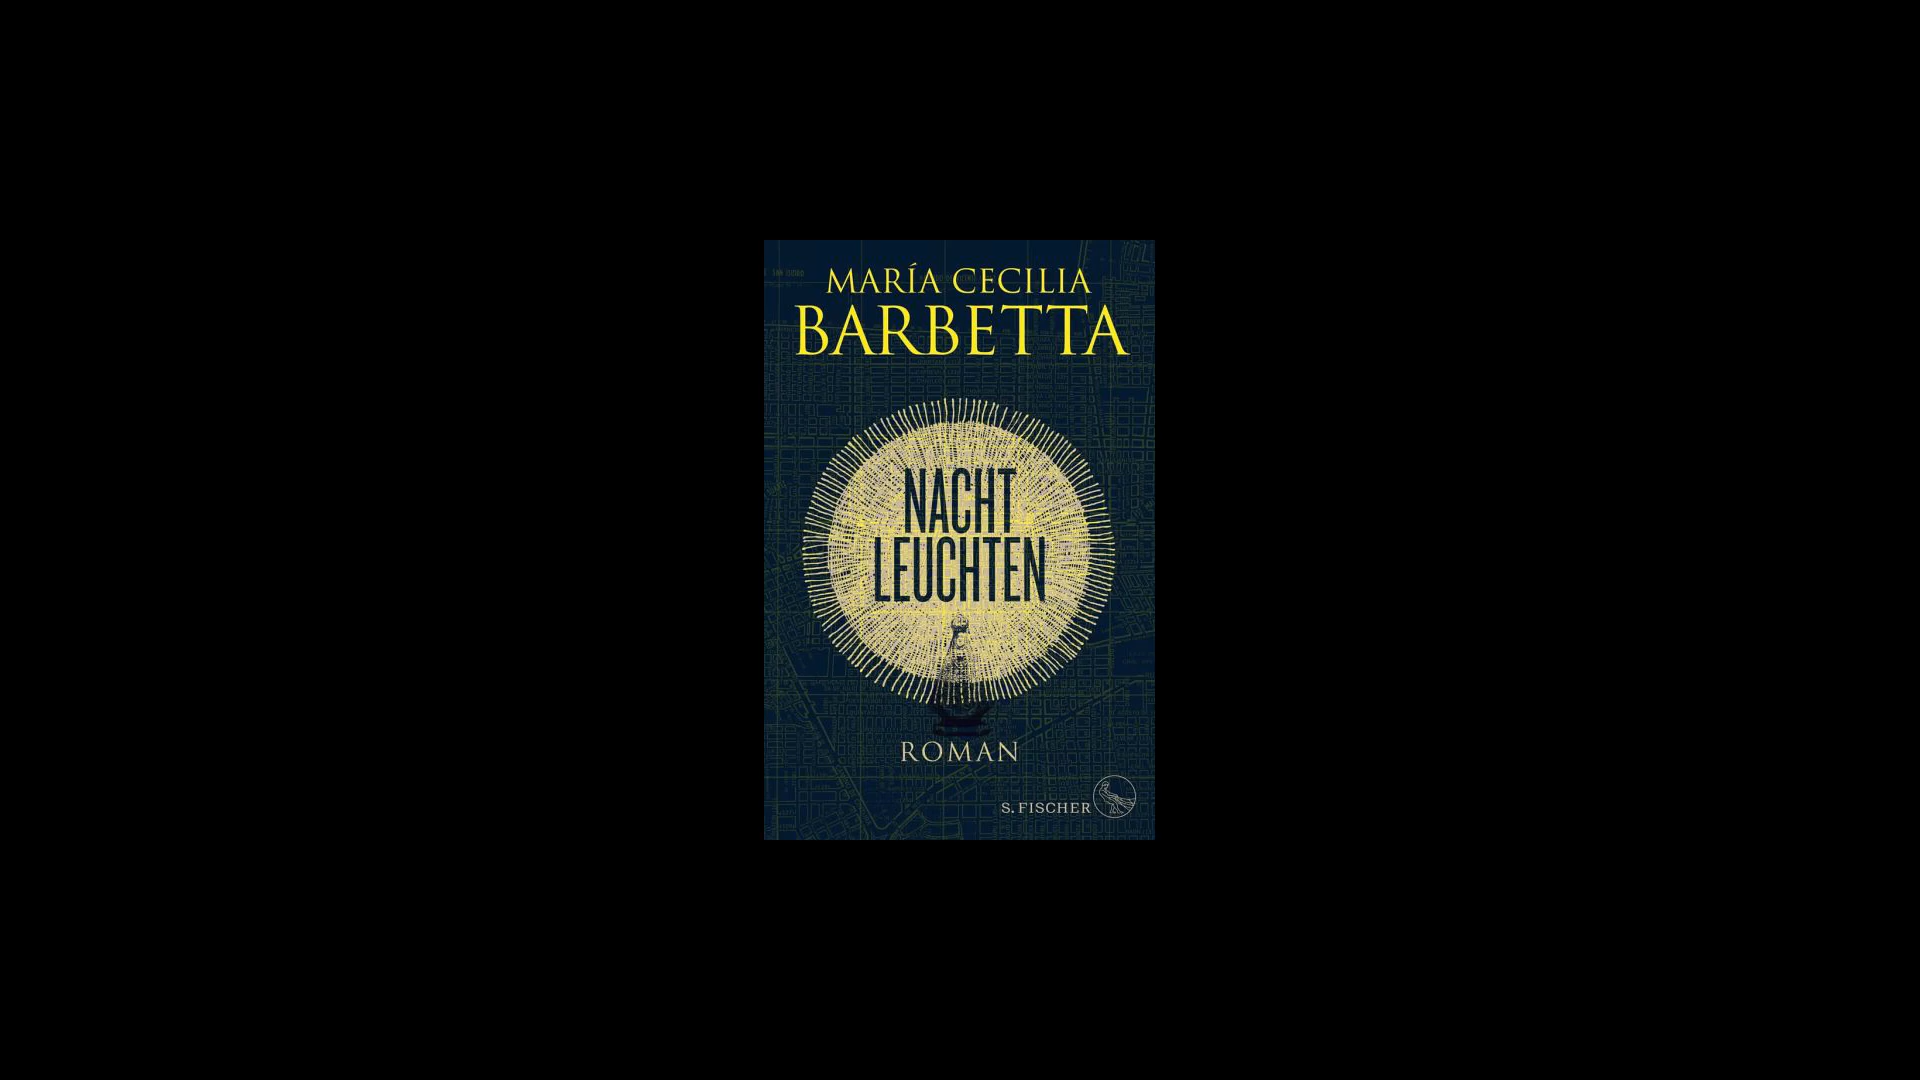 MARÍA CECILIA
BARBETTA
NACHT
LEUCHTEN
ROMAN
S. FISCHER